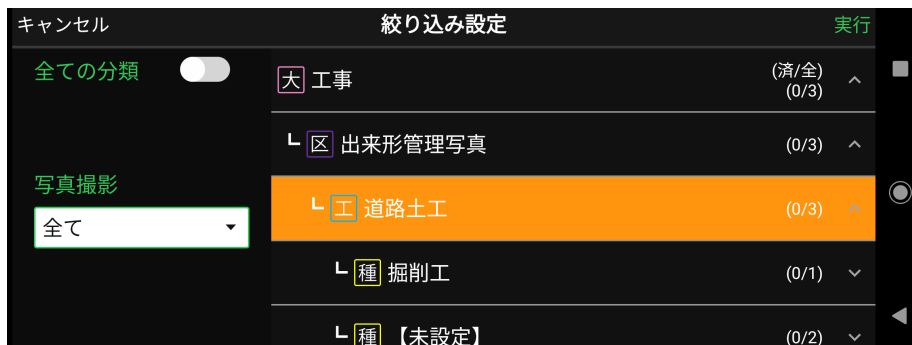 キャンセル 絞り込み設定 実行
全ての分類
大 工事 (済/全)
(0/3)
区 出来形管理写真 (0/3)
写真撮影
工 道路土工 (0/3)
全て
種 掘削工 (0/1)
種 【未設定】 (0/2)